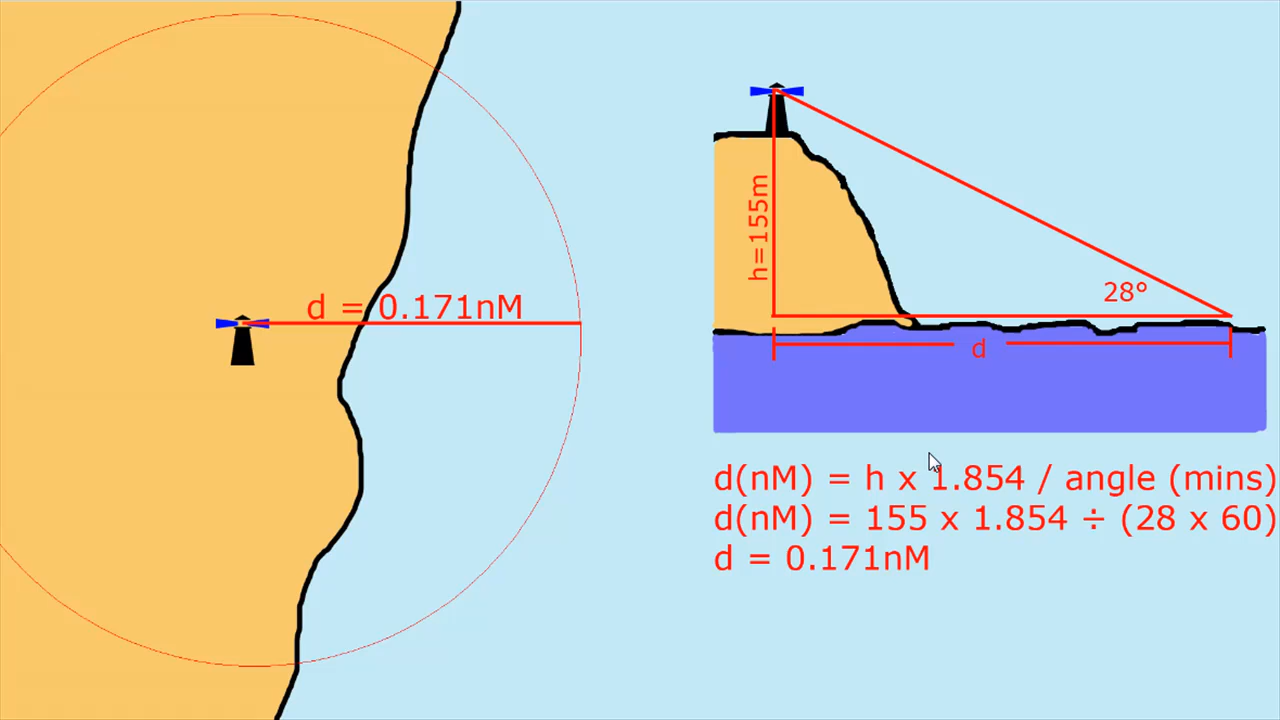 d = 0.171nM
h=155m
28°
d
d(nM) = h x 1.854 / angle (mins)
d(nM) = 155 x 1.854 ÷ (28 x 60)
d = 0.171nM